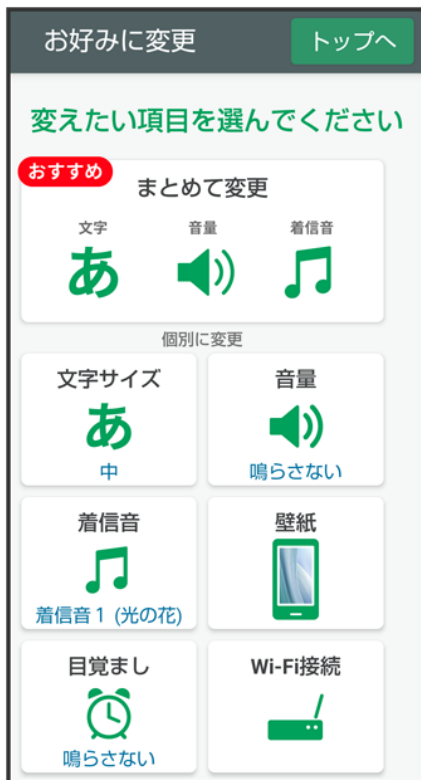 お好みに変更
トップへ
変えたい項目を選んでください
おすすめ
まとめて変更
文字
音量
着信音
あ
個別に変更
文字サイズ
音量
あ
中
鳴らさない
着信音
壁紙
着信音１ (光の花)
目覚まし
Wi-Fi接続
鳴らさない